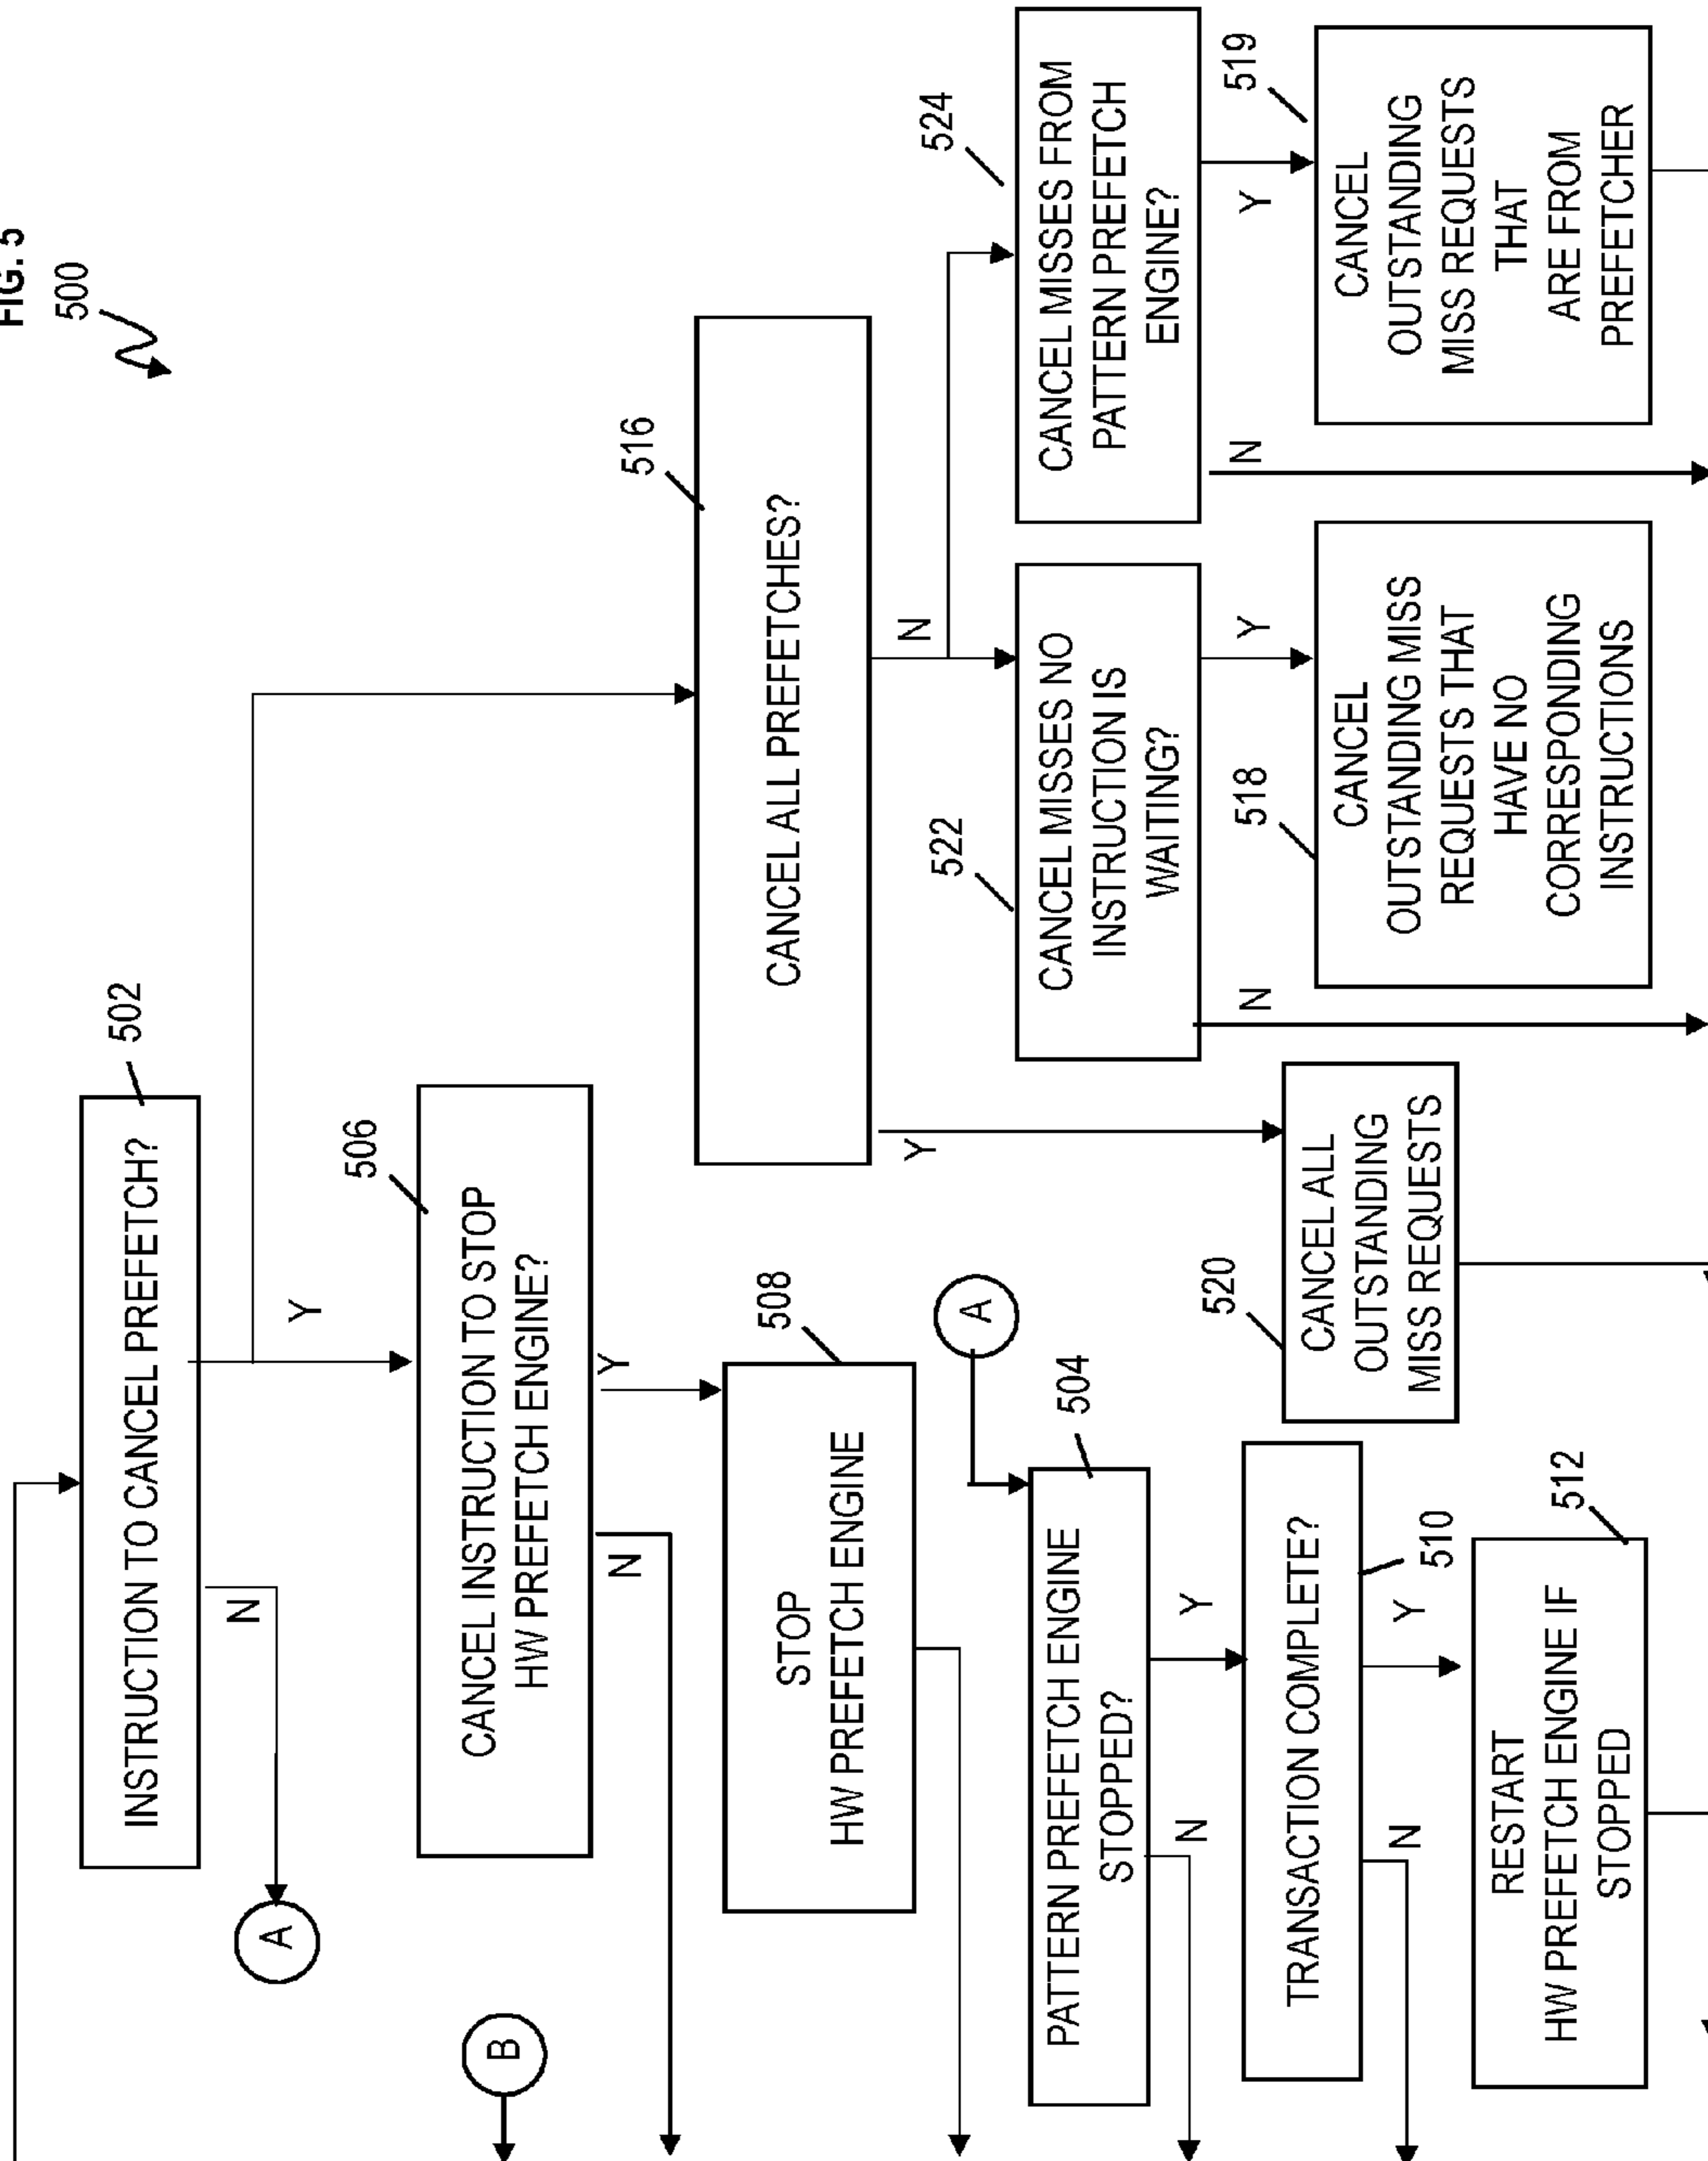 FIG. 5
500
502
INSTRUCTION TO CANCEL PREFETCH?
N
Y
A
506
CANCEL INSTRUCTION TO STOP
HW PREFETCH ENGINE?
N
Y
B
508
STOP
HW PREFETCH ENGINE
A
504
PATTERN PREFETCH ENGINE
STOPPED?
N
Y
TRANSACTION COMPLETE?
510
N
Y
512
RESTART
HW PREFETCH ENGINE IF
STOPPED
516
CANCEL ALL PREFETCHES?
Y
N
520
CANCEL ALL
OUTSTANDING
MISS REQUESTS
522
CANCEL MISSES NO
INSTRUCTION IS
WAITING?
N
Y
518
CANCEL
OUTSTANDING MISS
REQUESTS THAT
HAVE NO
CORRESPONDING
INSTRUCTIONS
524
CANCEL MISSES FROM
PATTERN PREFETCH
ENGINE?
N
Y
519
CANCEL
OUTSTANDING
MISS REQUESTS
THAT
ARE FROM
PREFETCHER